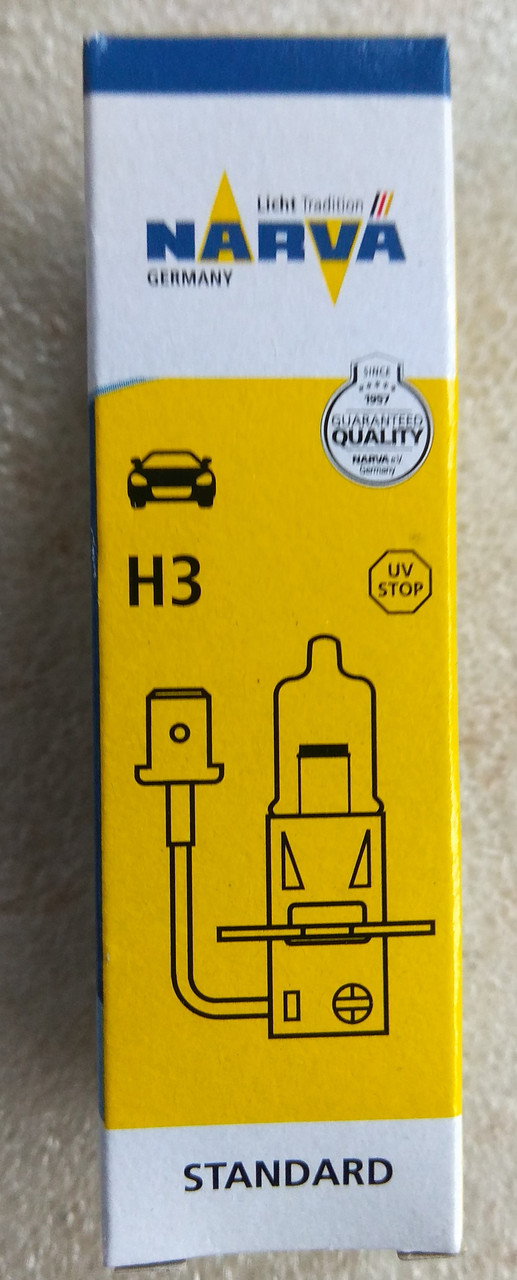 Licht Tradition
NARVA
GERMANY
SINCE
1957
GUARANTEED
QUALITY
NARVA e.V
Germany
H3
UV
STOP
STANDARD